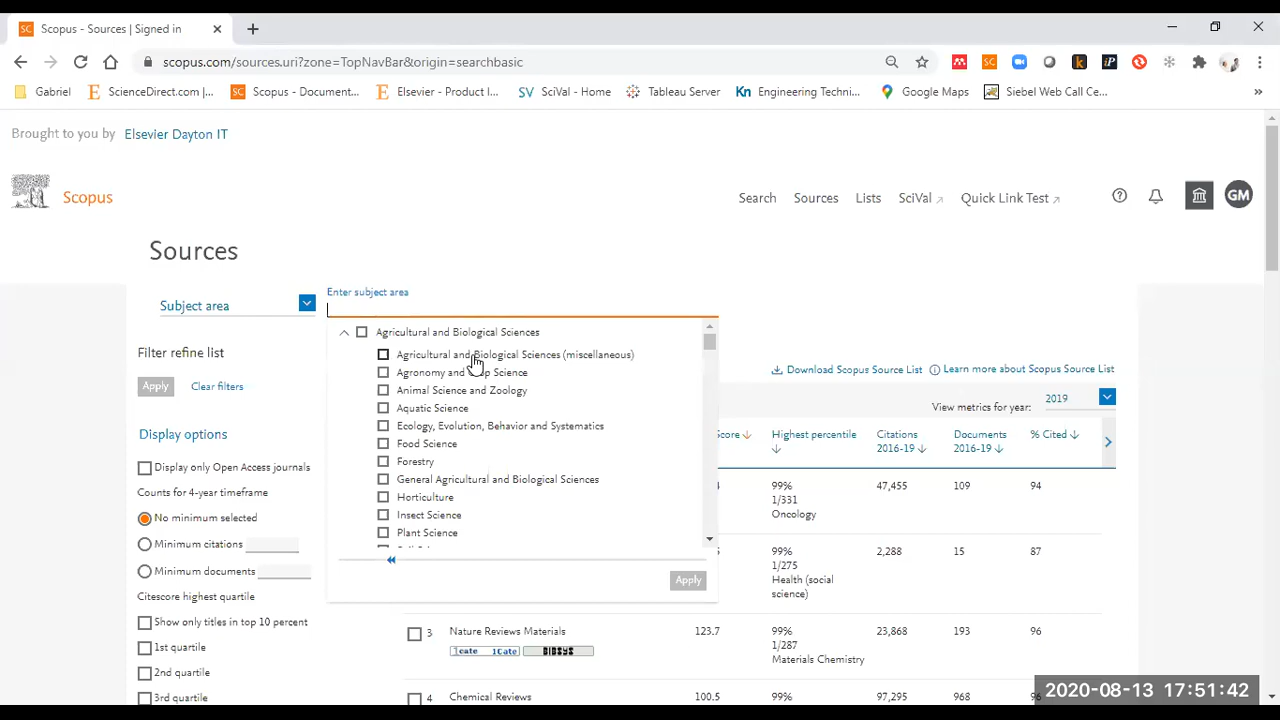 Scopus - Sources | Signed in
scopus.com/sources.uri?zone=TopNavBar&origin=searchbasic
Gabriel
ScienceDirect.com |...
Scopus - Document...
Elsevier - Product I...
SciVal - Home
Tableau Server
Kn Engineering Techni...
Google Maps
Siebel Web Call Ce...
Brought to you by Elsevier Dayton IT
Scopus
Search
Sources
Lists
SciVal
Quick Link Test
GM
Sources
Subject area
Enter subject area
Agricultural and Biological Sciences
Agricultural and Biological Sciences (miscellaneous)
Agronomy and Science
Animal Science and Zoology
Aquatic Science
Ecology, Evolution, Behavior and Systematics
Food Science
Forestry
General Agricultural and Biological Sciences
Horticulture
Insect Science
Plant Science
Apply
Filter refine list
Apply
Clear filters
Display options
Display only Open Access journals
Counts for 4-year timeframe
No minimum selected
Minimum citations
Minimum documents
Citescore highest quartile
Show only titles in top 10 percent
1st quartile
2nd quartile
3rd quartile
Download Scopus Source List
Learn more about Scopus Source List
View metrics for year:
2019
Highest percentile
Citations 2016-19
Documents 2016-19
% Cited
99%
1/331
Oncology
47,455
109
94
99%
1/275
Health (social science)
2,288
15
87
3
Nature Reviews Materials
123.7
99%
1/287
Materials Chemistry
23,868
193
96
4
Chemical Reviews
100.5
99%
97,295
968
2020-08-13 17:51:42